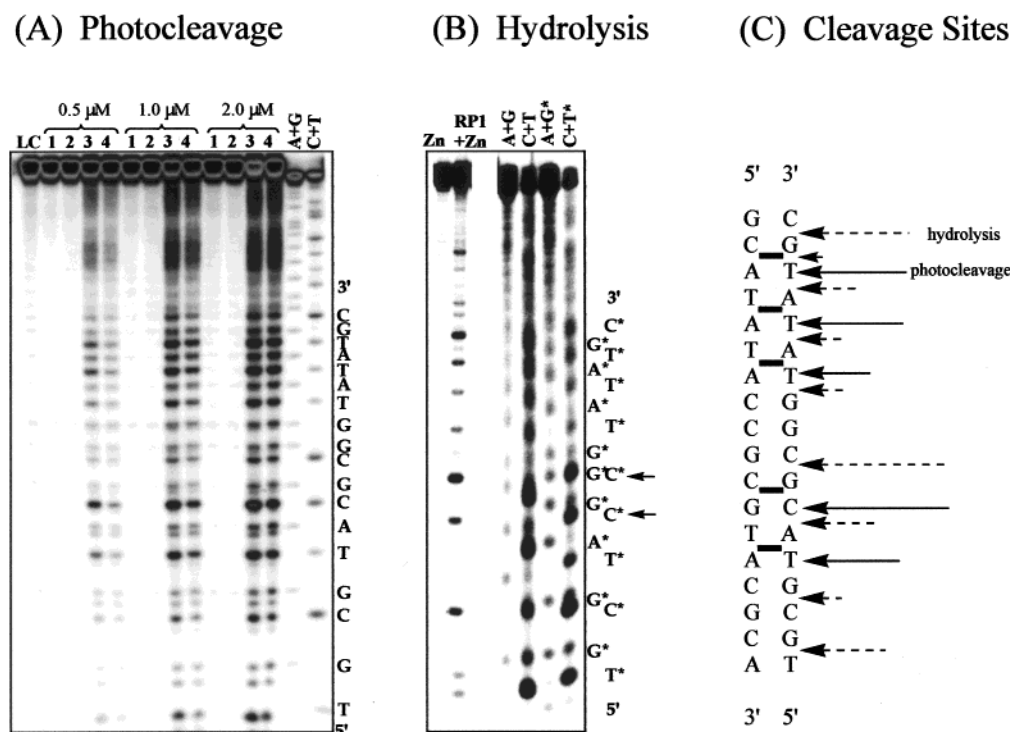 (A) Photocleavage
0.5 µM 1.0 µM 2.0 µM A+G C+T
LC 1 2 3 4 1 2 3 4 1 2 3 4
3'
C
G
T
A
T
A
T
G
G
C
G
C
A
T
G
C
G
T
5'
(B) Hydrolysis
RP1
Zn +Zn A+G C+T A+G* C+T*
3'
C*
G*
T*
A*
T*
A*
T*
G*
G*C*
G*
C*
A*
T*
G*
C*
G*
T*
5'
(C) Cleavage Sites
5' 3'
G C
C G
A T
T A
A T
T A
A T
C G
C G
G C
C G
G C
T A
A T
C G
G C
C G
A T
3' 5'
hydrolysis
photocleavage